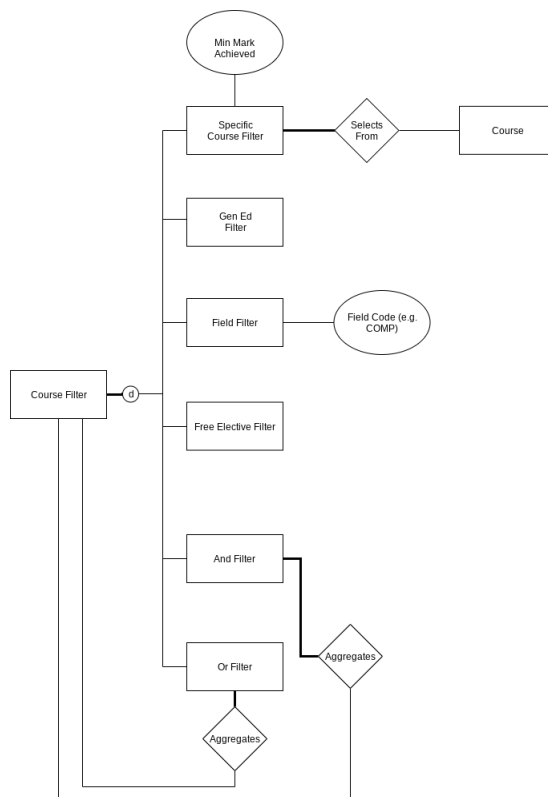 Min Mark
Achieved
Specific
Course Filter
Selects
From
Course
Gen Ed
Filter
Field Filter
Field Code (e.g.
COMP)
Course Filter
d
Free Elective Filter
And Filter
Aggregates
Or Filter
Aggregates